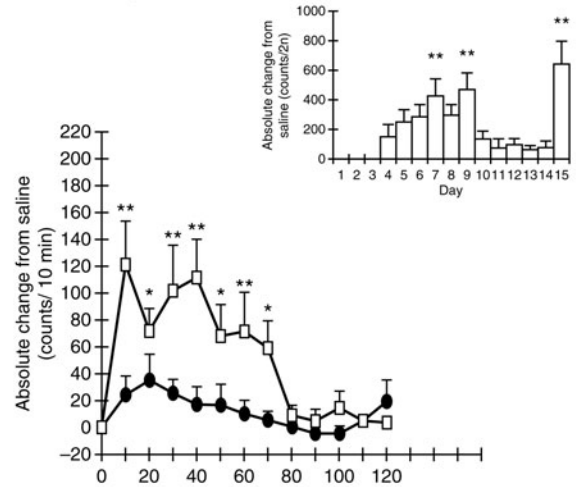 1000
800
600
400
200
0
Absolute change from
saline (counts/2n)
** ** **
1 2 3 4 5 6 7 8 9 10 11 12 13 14 15
Day
220
200
180
160
140
120
100
80
60
40
20
0
−20
Absolute change from saline
(counts/ 10 min)
** * ** ** * ** *
0 20 40 60 80 100 120